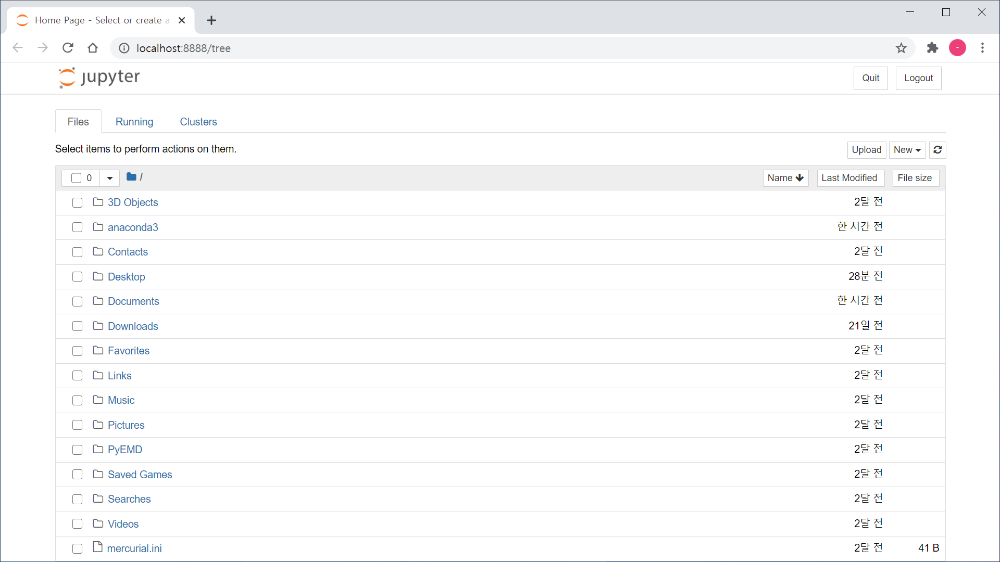 Home Page - Select or create a
localhost:8888/tree
-
jupyter
Quit Logout
Files Running Clusters
Select items to perform actions on them.
Upload New
0 / Name Last Modified File size
3D Objects 2달 전
anaconda3 한 시간 전
Contacts 2달 전
Desktop 28분 전
Documents 한 시간 전
Downloads 21일 전
Favorites 2달 전
Links 2달 전
Music 2달 전
Pictures 2달 전
PyEMD 2달 전
Saved Games 2달 전
Searches 2달 전
Videos 2달 전
mercurial.ini 2달 전 41 B